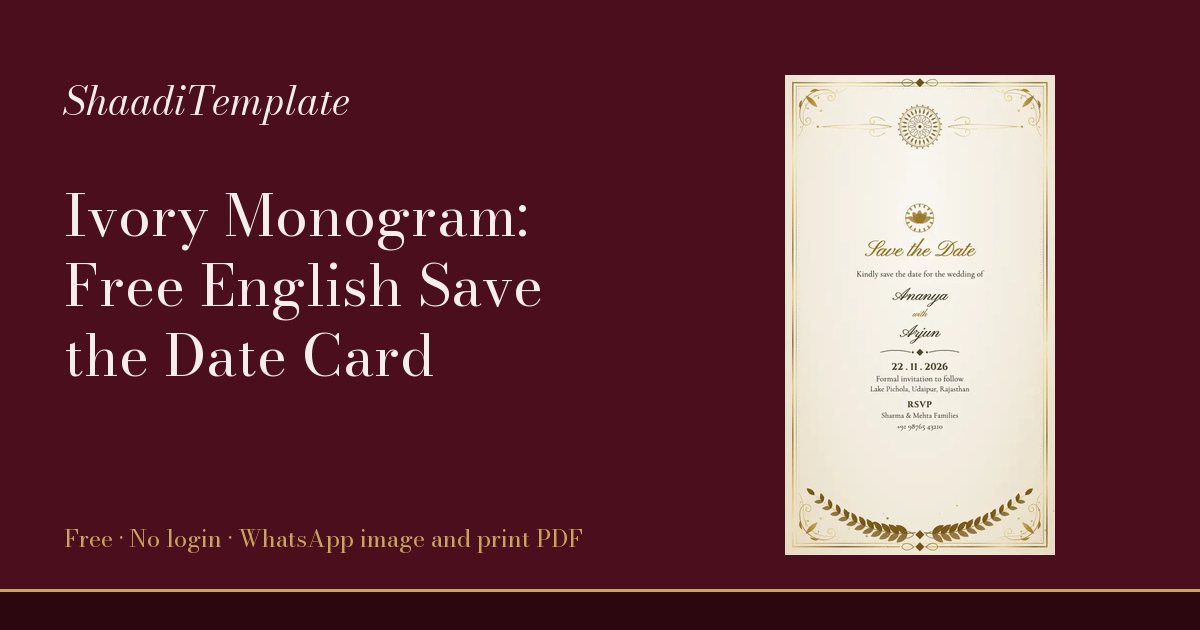 ShaadiTemplate
Ivory Monogram:
Free English Save
the Date Card
Free · No login · WhatsApp image and print PDF
Save the Date
Kindly save the date for the wedding of
Ananya
with
Arjun
22 . 11 . 2026
Formal invitation to follow
Lake Pichola, Udaipur, Rajasthan
RSVP
Sharma & Mehta Families
+91 98765 43210